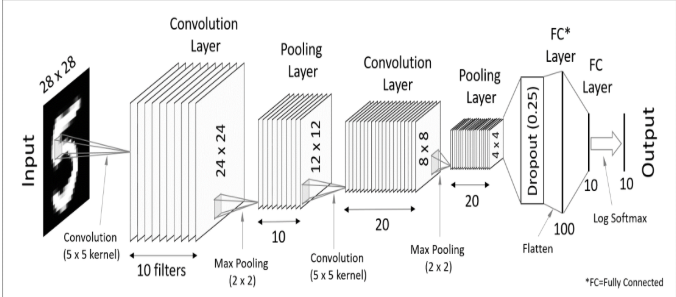 28 x 28
Input
Convolution
(5 x 5 kernel)
Convolution
Layer
24 x 24
10 filters
Max Pooling
(2 x 2)
Pooling
Layer
12 x 12
10
Convolution
(5 x 5 kernel)
Convolution
Layer
8 x 8
20
Max Pooling
(2 x 2)
Pooling
Layer
4 x 4
20
Dropout (0.25)
Flatten
FC*
Layer
100
FC
Layer
10
Log Softmax
10
Output
*FC=Fully Connected